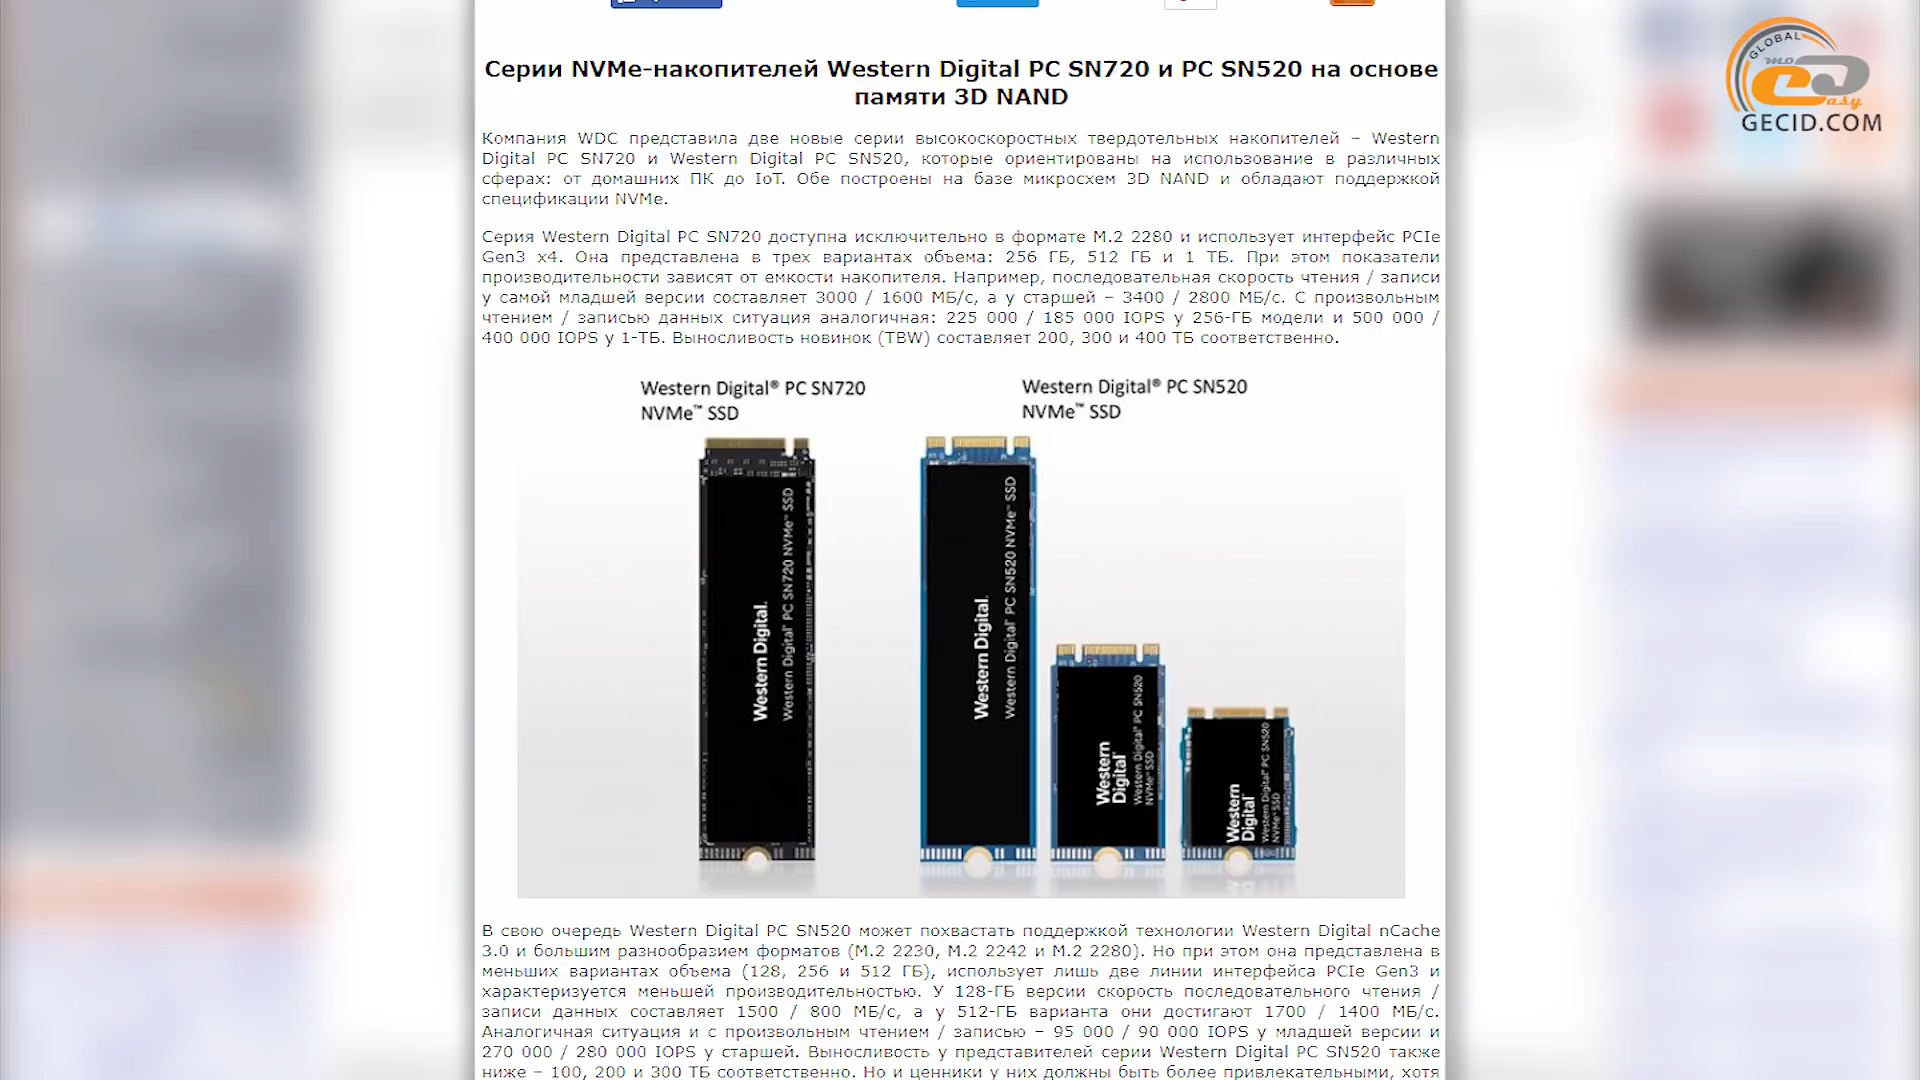 Серии NVMe-накопителей Western Digital PC SN720 и PC SN520 на основе
памяти 3D NAND
GLOBAL
easy
GECID.COM
Компания WDC представила две новые серии высокоскоростных твердотельных накопителей – Western
Digital PC SN720 и Western Digital PC SN520, которые ориентированы на использование в различных
сферах: от домашних ПК до IoT. Обе построены на базе микросхем 3D NAND и обладают поддержкой
спецификации NVMe.
Серия Western Digital PC SN720 доступна исключительно в формате M.2 2280 и использует интерфейс PCIe
Gen3 x4. Она представлена в трех вариантах объема: 256 ГБ, 512 ГБ и 1 ТБ. При этом показатели
производительности зависят от емкости накопителя. Например, последовательная скорость чтения / записи
у самой младшей версии составляет 3000 / 1600 МБ/с, а у старшей – 3400 / 2800 МБ/с. С произвольным
чтением / записью данных ситуация аналогичная: 225 000 / 185 000 IOPS у 256-ГБ модели и 500 000 /
400 000 IOPS у 1-ТБ. Выносливость новинок (TBW) составляет 200, 300 и 400 ТБ соответственно.
Western Digital® PC SN720
NVMe™ SSD
Western Digital® PC SN520
NVMe™ SSD
Western Digital.
Western Digital® PC SN720 NVMe™ SSD
Western Digital.
Western Digital® PC SN520 NVMe™ SSD
Western
Digital
Western Digital® PC SN520
NVMe™ SSD
Western
Digital
Western Digital® PC SN520
NVMe™ SSD
В свою очередь Western Digital PC SN520 может похвастать поддержкой технологии Western Digital nCache
3.0 и большим разнообразием форматов (M.2 2230, M.2 2242 и M.2 2280). Но при этом она представлена в
меньших вариантах объема (128, 256 и 512 ГБ), использует лишь две линии интерфейса PCIe Gen3 и
характеризуется меньшей производительностью. У 128-ГБ версии скорость последовательного чтения /
записи данных составляет 1500 / 800 МБ/с, а у 512-ГБ варианта они достигают 1700 / 1400 МБ/с.
Аналогичная ситуация и с произвольным чтением / записью – 95 000 / 90 000 IOPS у младшей версии и
270 000 / 280 000 IOPS у старшей. Выносливость у представителей серии Western Digital PC SN520 также
ниже – 100, 200 и 300 ТБ соответственно. Но и ценники у них должны быть более привлекательными, хотя